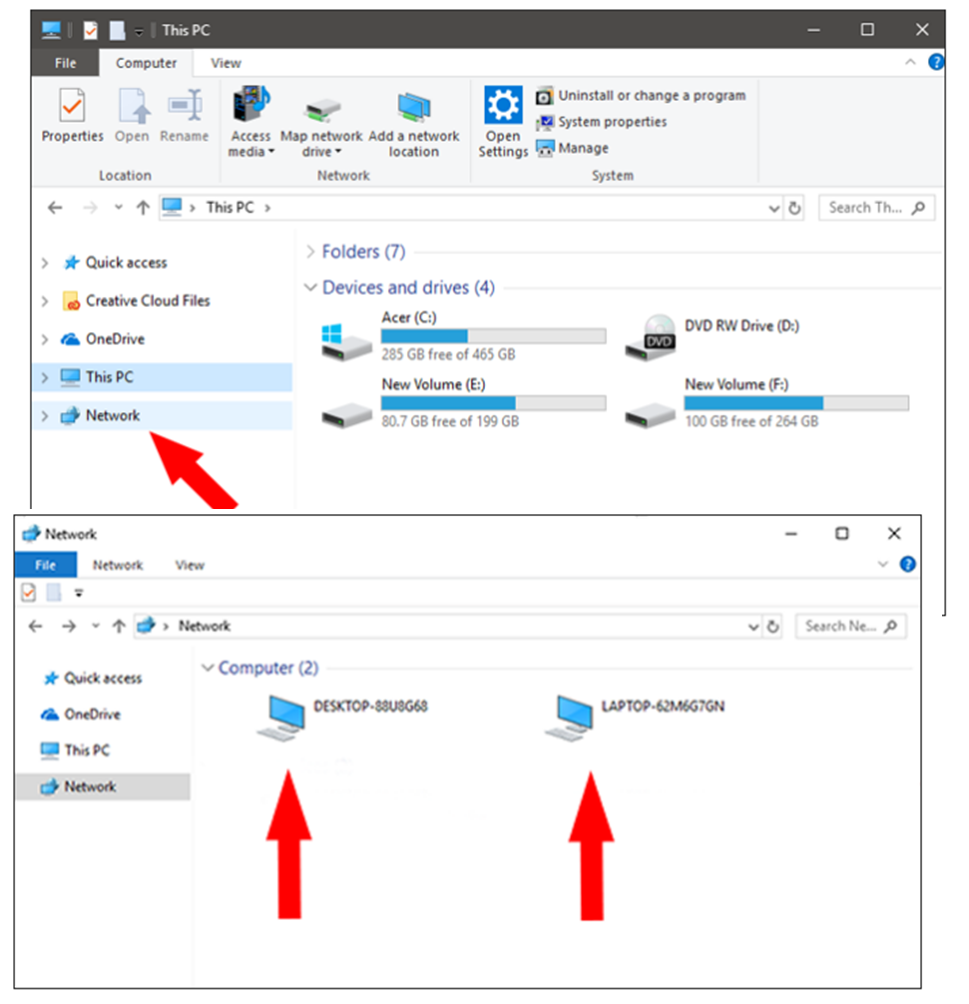 This PC
File Computer View
Properties Open Rename Access media Map network drive Add a network location Open Settings Uninstall or change a program
System properties
Manage
Location Network System
This PC Search Th...
Quick access
Creative Cloud Files
OneDrive
This PC
Network
Folders (7)
Devices and drives (4)
Acer (C:)
285 GB free of 465 GB
DVD RW Drive (D:)
DVD
New Volume (E:)
80.7 GB free of 199 GB
New Volume (F:)
100 GB free of 264 GB
Network
File Network View
Network Search Ne...
Quick access
OneDrive
This PC
Network
Computer (2)
DESKTOP-88U8G68 LAPTOP-62M6G7GN